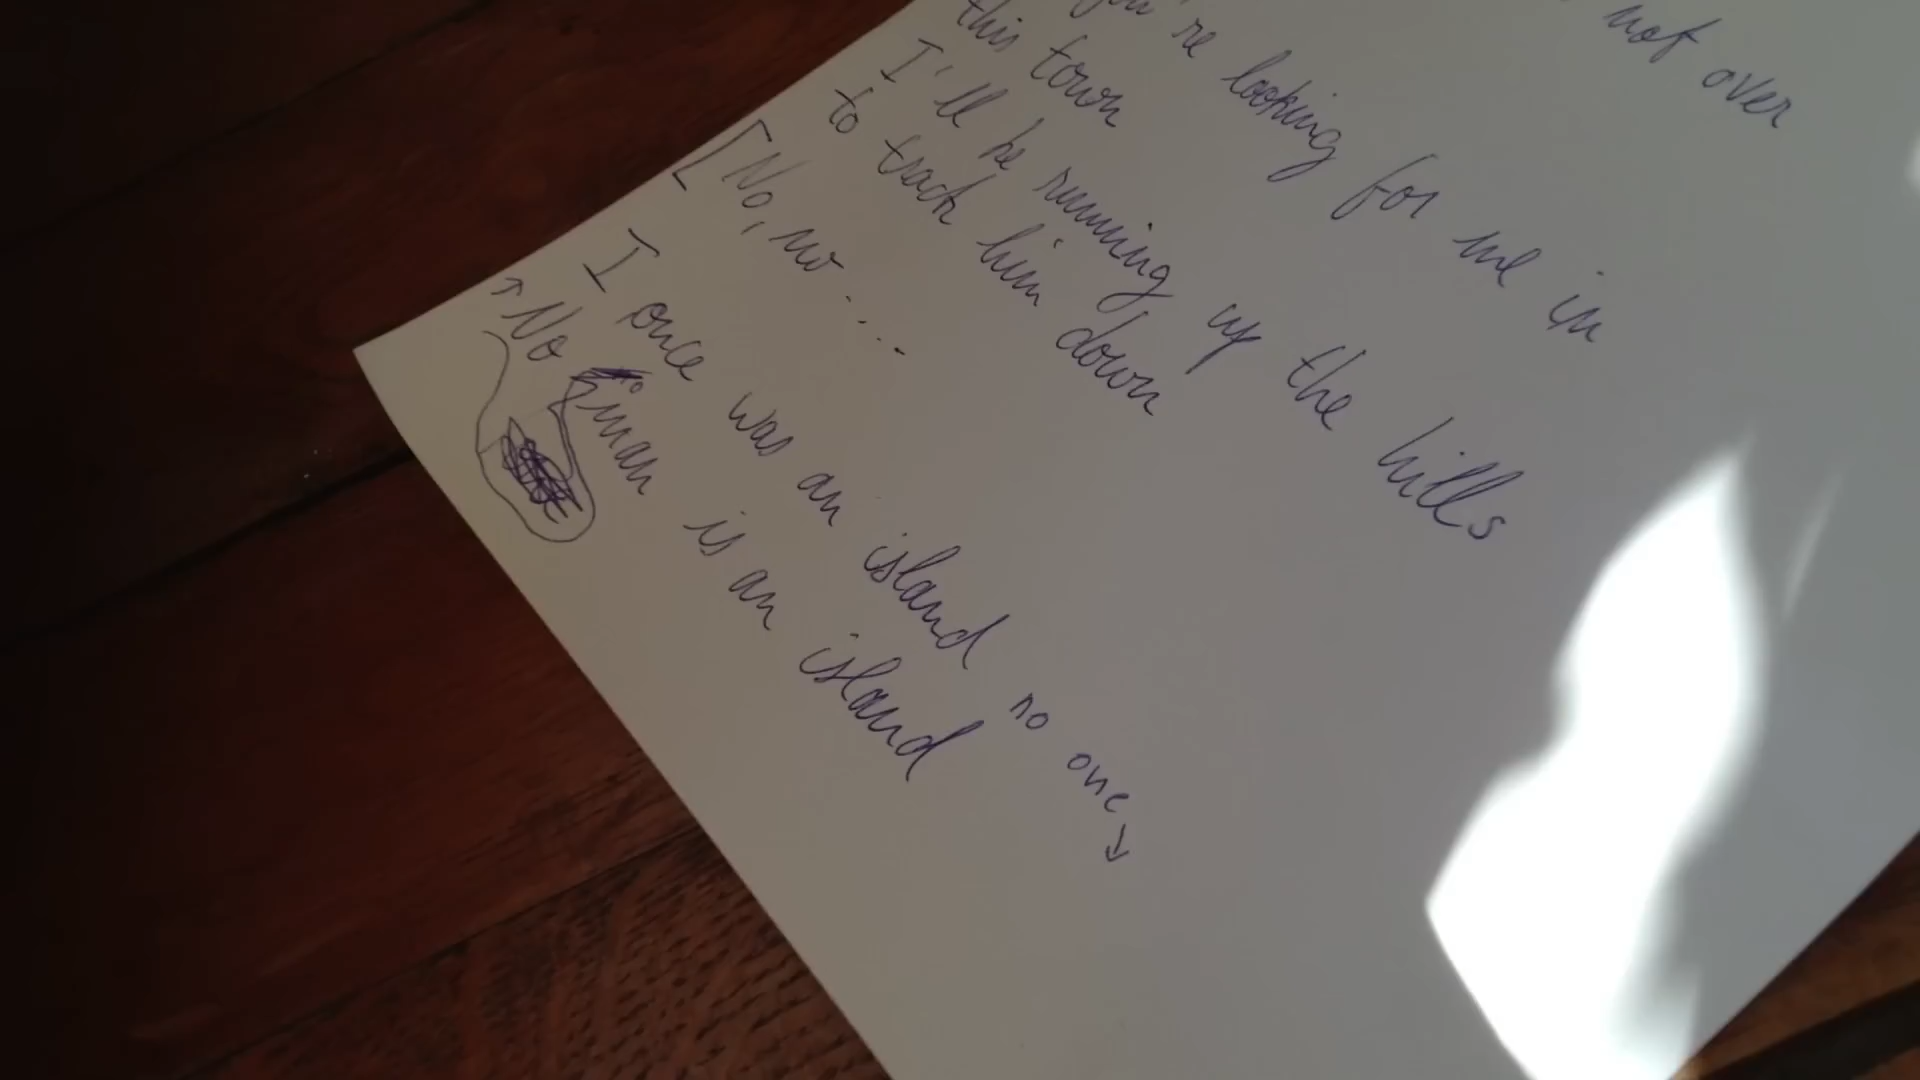 not over
you're looking for me in
this town
I'll be running up the hills
to track him down
[No, no....
I once was an island no one ↓
↑ No man is an island